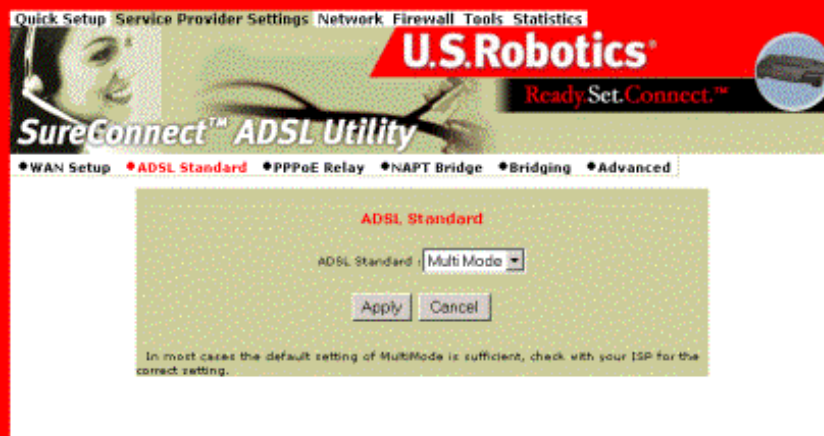 Quick Setup Service Provider Settings Network Firewall Tools Statistics
U.S.Robotics®
Ready.Set.Connect.™
SureConnect™ ADSL Utility
•WAN Setup •ADSL Standard •PPPoE Relay •NAPT Bridge •Bridging •Advanced
ADSL Standard
ADSL Standard : Multi Mode
Apply Cancel
In most cases the default setting of MultiMode is sufficient, check with your ISP for the
correct setting.